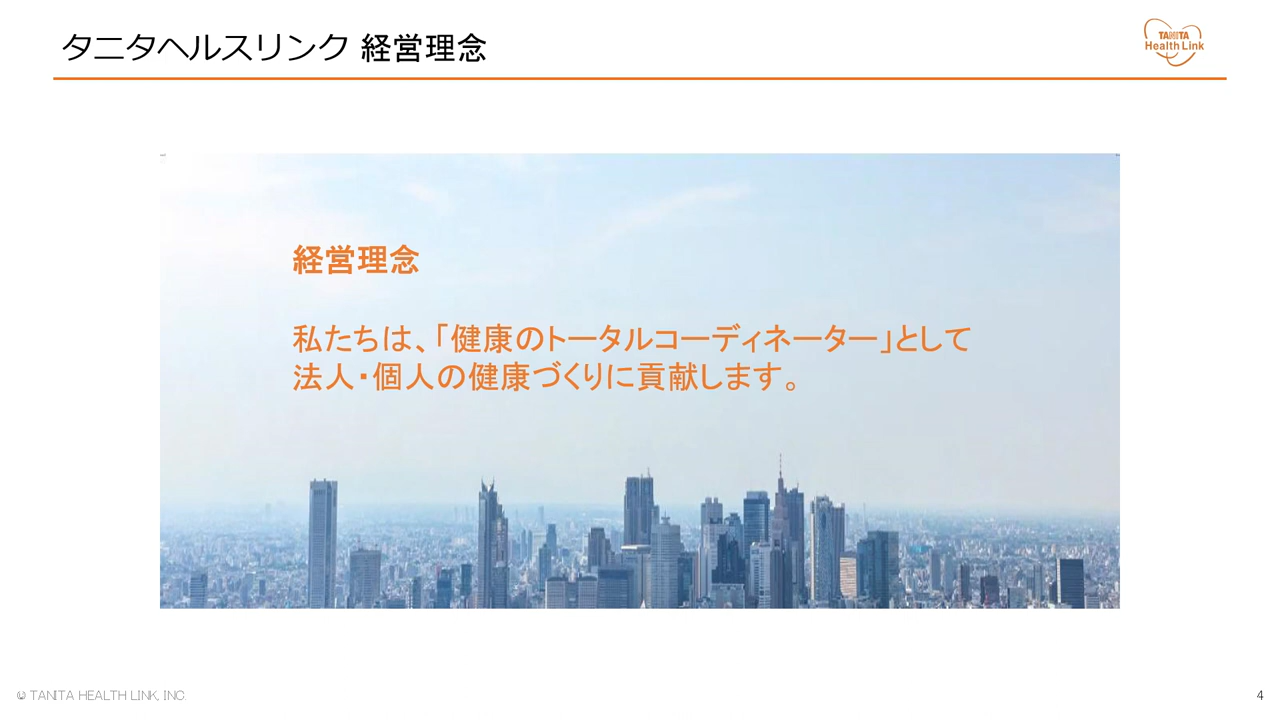 タニタヘルスリンク 経営理念
TANITA
Health Link
経営理念
私たちは、「健康のトータルコーディネーター」として
法人・個人の健康づくりに貢献します。
© TANITA HEALTH LINK, INC.
4